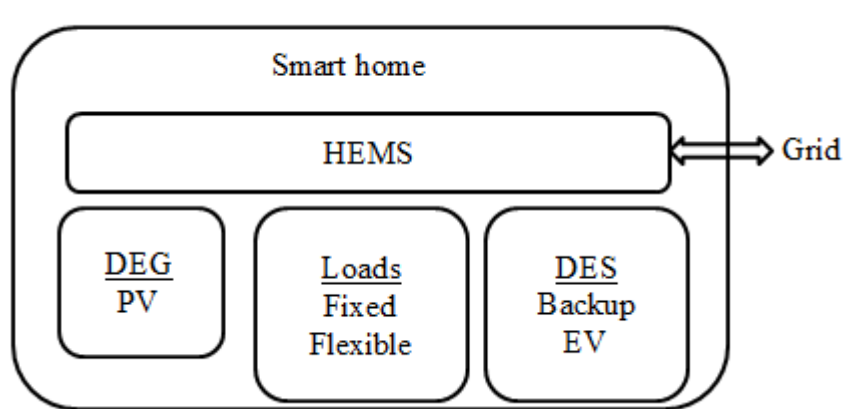 Smart home
HEMS
Grid
DEG
PV
Loads
Fixed
Flexible
DES
Backup
EV